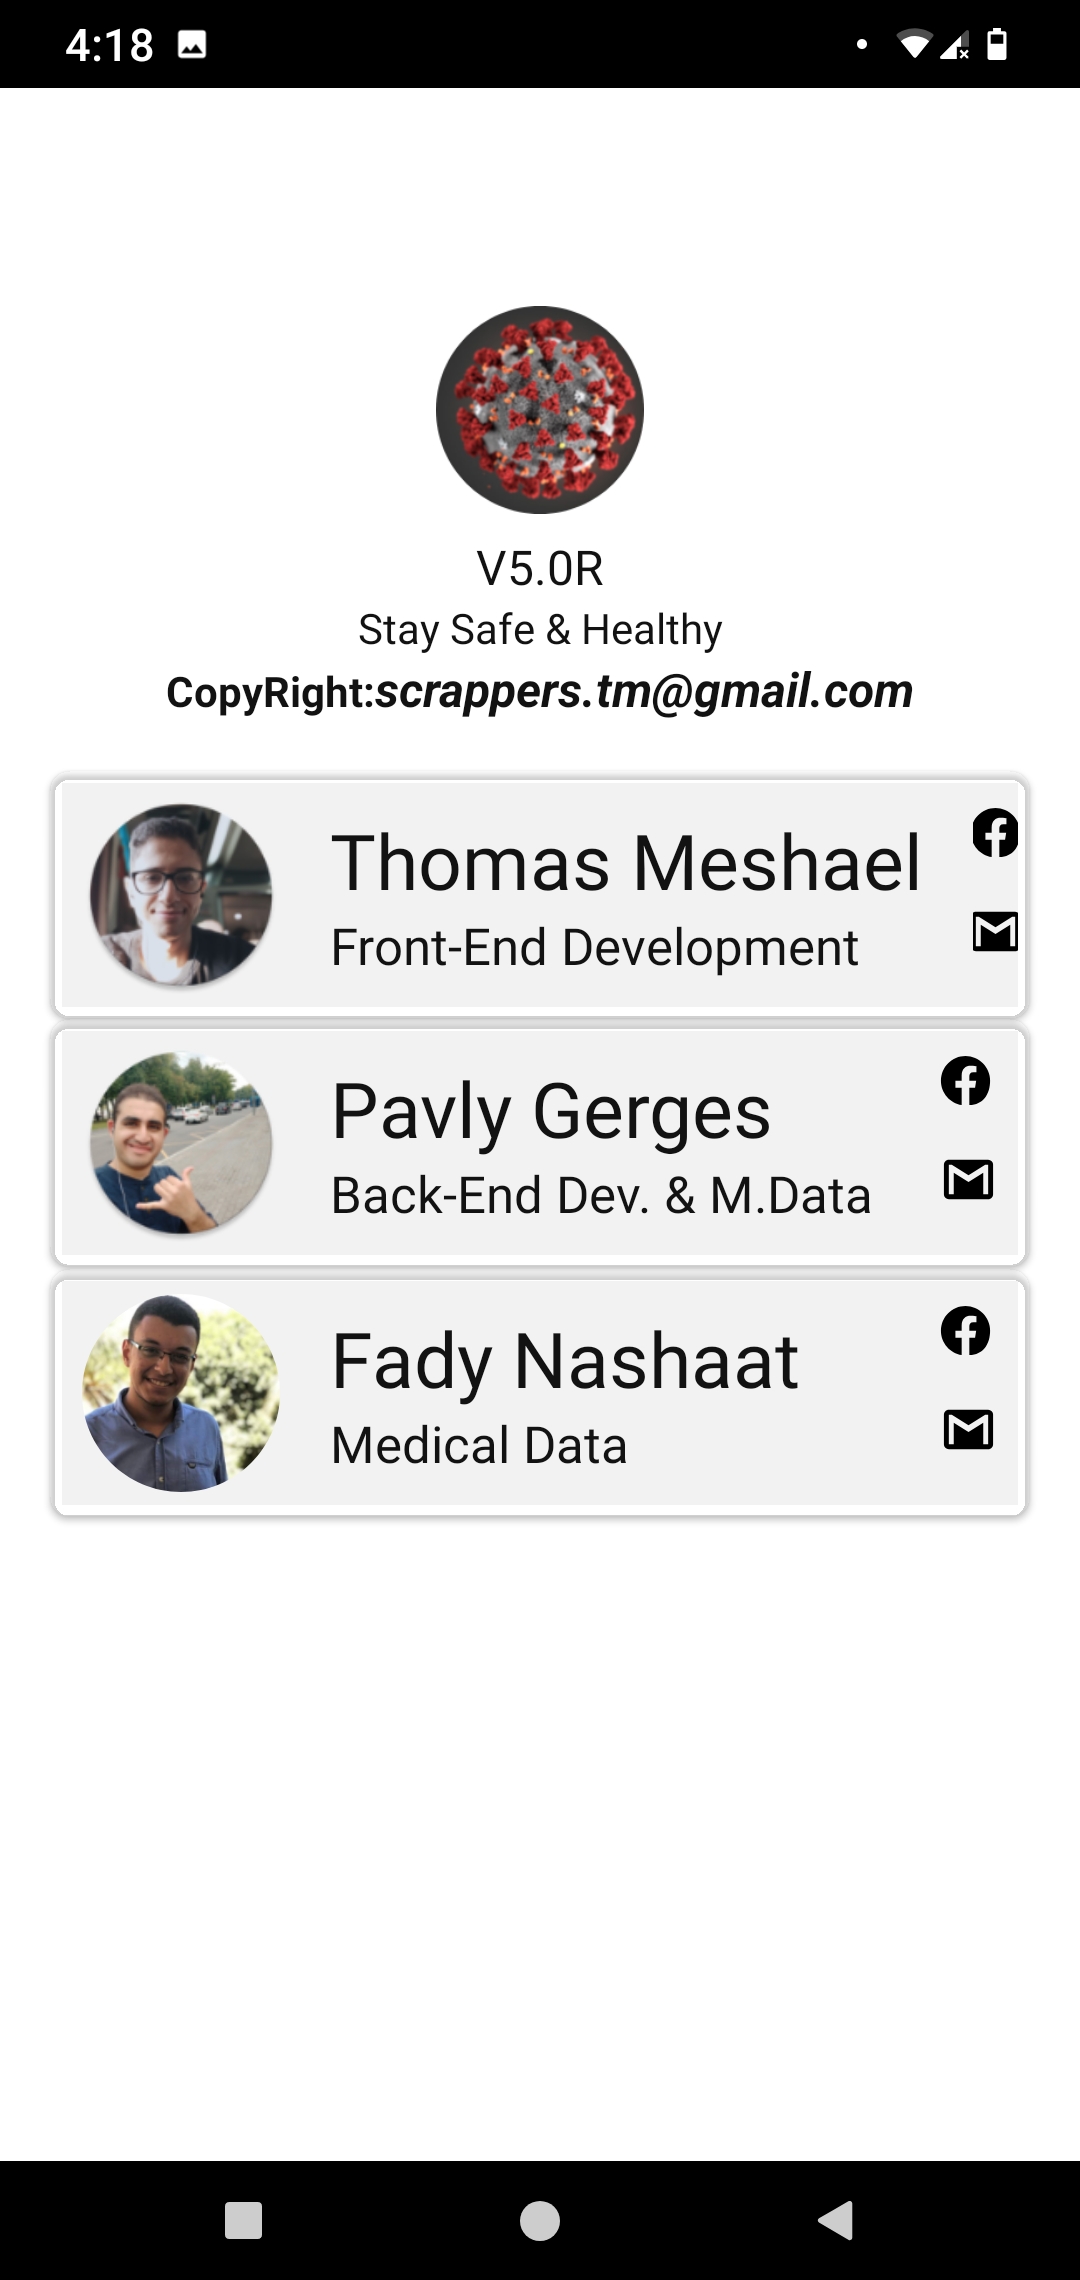 4:18
V5.0R
Stay Safe & Healthy
CopyRight:scrappers.tm@gmail.com
Thomas Meshael
Front-End Development
Pavly Gerges
Back-End Dev. & M.Data
Fady Nashaat
Medical Data